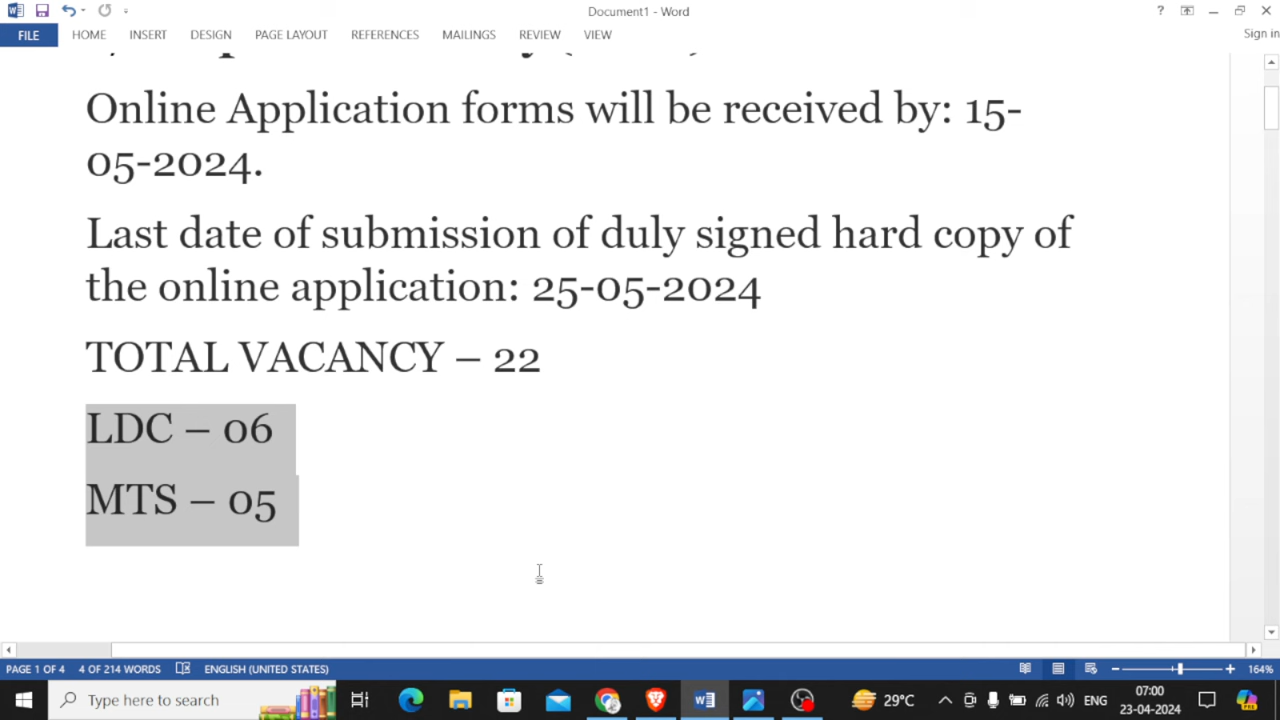 Document1 - Word
?
FILE HOME INSERT DESIGN PAGE LAYOUT REFERENCES MAILINGS REVIEW VIEW Sign in
Online Application forms will be received by: 15-
05-2024.
Last date of submission of duly signed hard copy of
the online application: 25-05-2024
TOTAL VACANCY – 22
LDC – 06
MTS – 05
PAGE 1 OF 4 4 OF 214 WORDS ENGLISH (UNITED STATES) 164%
Type here to search 29°C ENG 07:00
23-04-2024